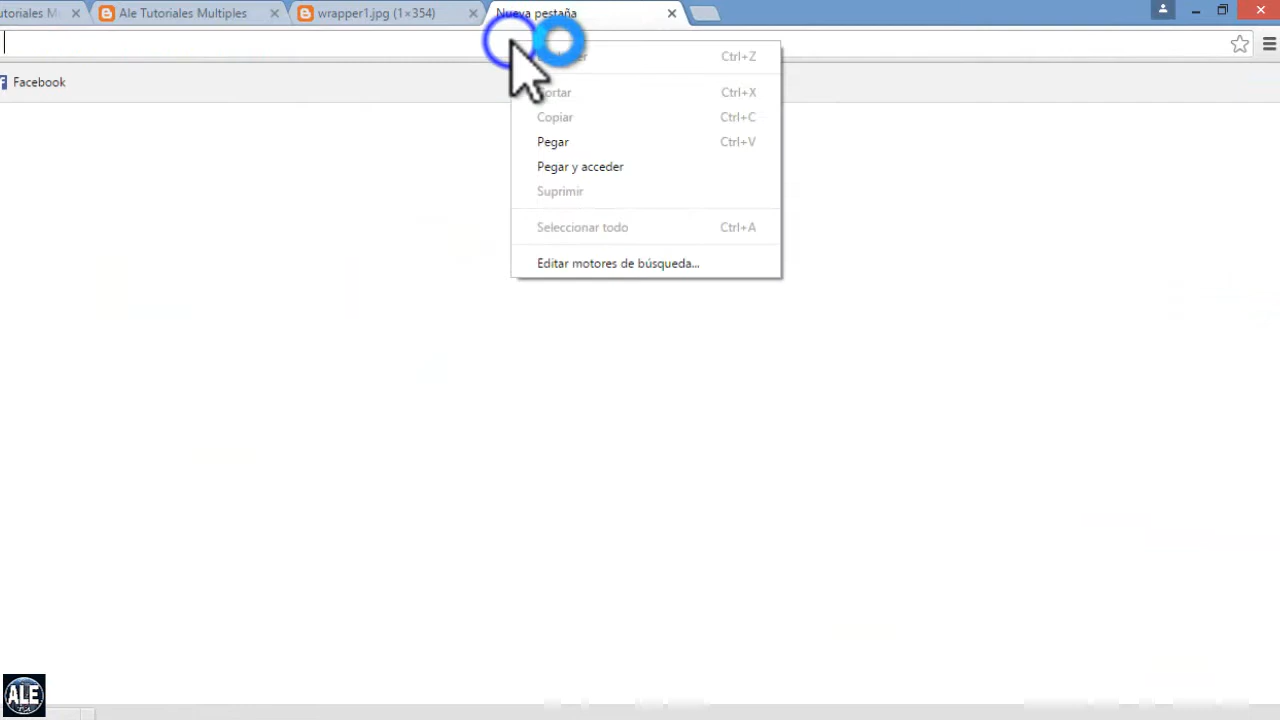 Ale Tutoriales Multiples
wrapper1.jpg (1×354)
Nueva pestaña
Facebook
Ctrl+Z
Ctrl+X
Copiar Ctrl+C
Pegar Ctrl+V
Pegar y acceder
Suprimir
Seleccionar todo Ctrl+A
Editar motores de búsqueda...
ALE